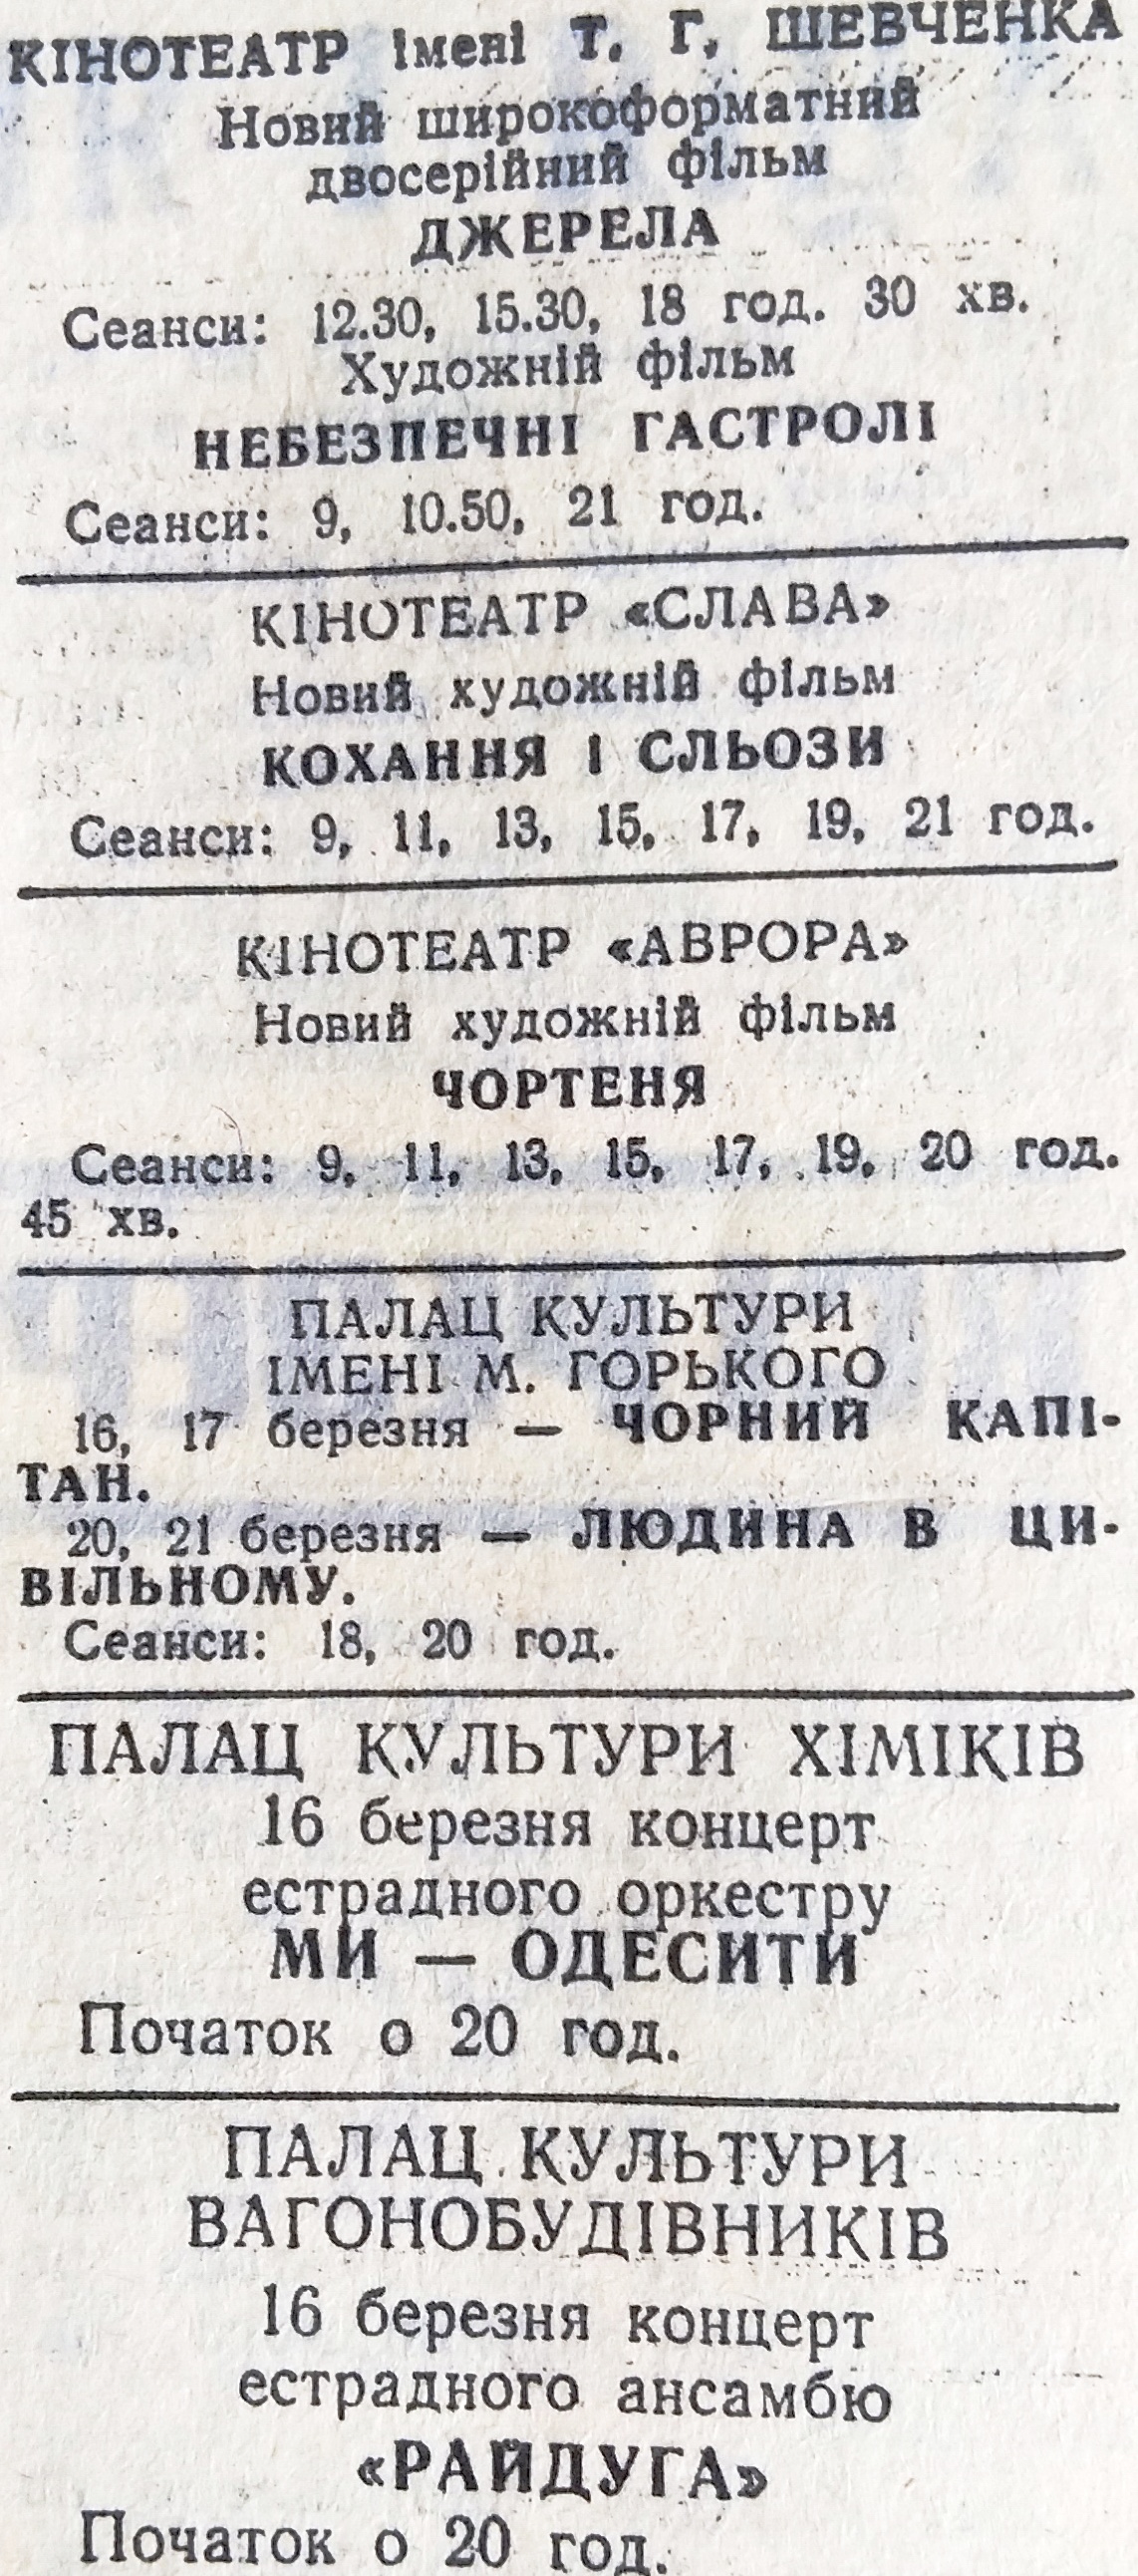 КІНОТЕАТР імені Т. Г. ШЕВЧЕНКА
Новий широкоформатний
двосерійний фільм
ДЖЕРЕЛА
Сеанси: 12.30, 15.30, 18 год. 30 хв.
Художній фільм
НЕБЕЗПЕЧНІ ГАСТРОЛІ
Сеанси: 9, 10.50, 21 год.
КІНОТЕАТР «СЛАВА»
Новий художній фільм
КОХАННЯ І СЛЬОЗИ
Сеанси: 9, 11, 13, 15, 17, 19, 21 год.
КІНОТЕАТР «АВРОРА»
Новий художній фільм
ЧОРТЕНЯ
Сеанси: 9, 11, 13, 15, 17, 19, 20 год.
45 хв.
ПАЛАЦ КУЛЬТУРИ
ІМЕНІ М. ГОРЬКОГО
16, 17 березня — ЧОРНИЙ КАПІ-
ТАН.
20, 21 березня — ЛЮДИНА В ЦИ-
ВІЛЬНОМУ.
Сеанси: 18, 20 год.
ПАЛАЦ КУЛЬТУРИ ХІМІКІВ
16 березня концерт
естрадного оркестру
МИ — ОДЕСИТИ
Початок о 20 год.
ПАЛАЦ КУЛЬТУРИ
ВАГОНОБУДІВНИКІВ
16 березня концерт
естрадного ансамбю
«РАЙДУГА»
Початок о 20 год.